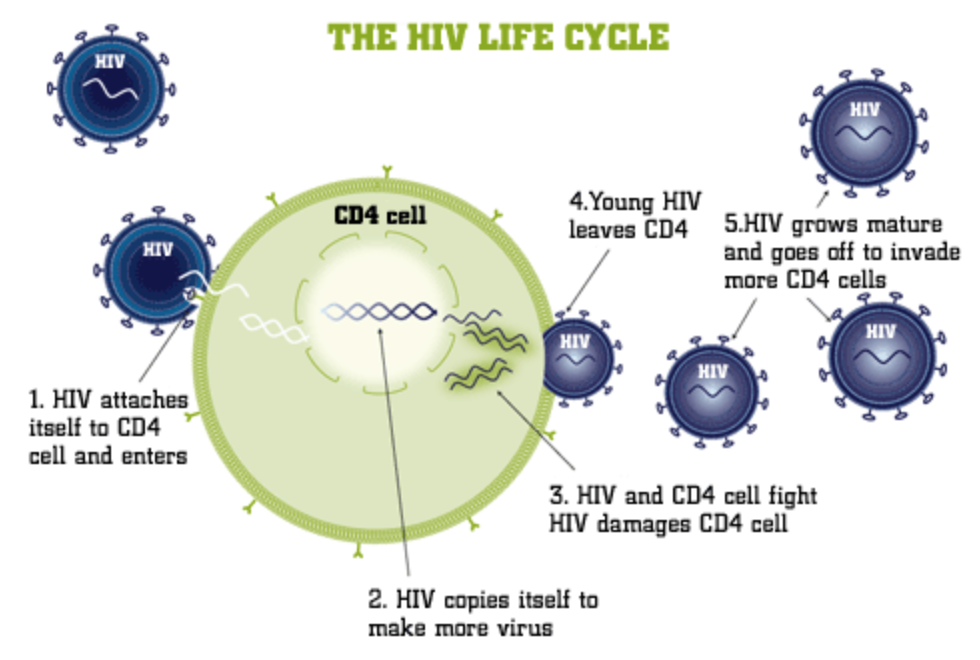 THE HIV LIFE CYCLE
HIV
HIV
CD4 cell
4.Young HIV
leaves CD4
HIV
5.HIV grows mature
and goes off to invade
more CD4 cells
HIV
HIV
HIV
1. HIV attaches
itself to CD4
cell and enters
3. HIV and CD4 cell fight
HIV damages CD4 cell
2. HIV copies itself to
make more virus